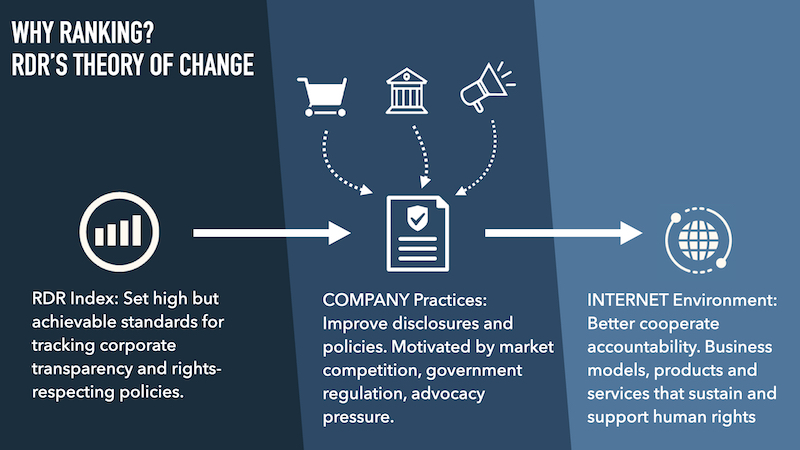 WHY RANKING?
RDR'S THEORY OF CHANGE
RDR Index: Set high but
achievable standards for
tracking corporate
transparency and rights-
respecting policies.
COMPANY Practices:
Improve disclosures and
policies. Motivated by market
competition, government
regulation, advocacy
pressure.
INTERNET Environment:
Better cooperate
accountability. Business
models, products and
services that sustain and
support human rights